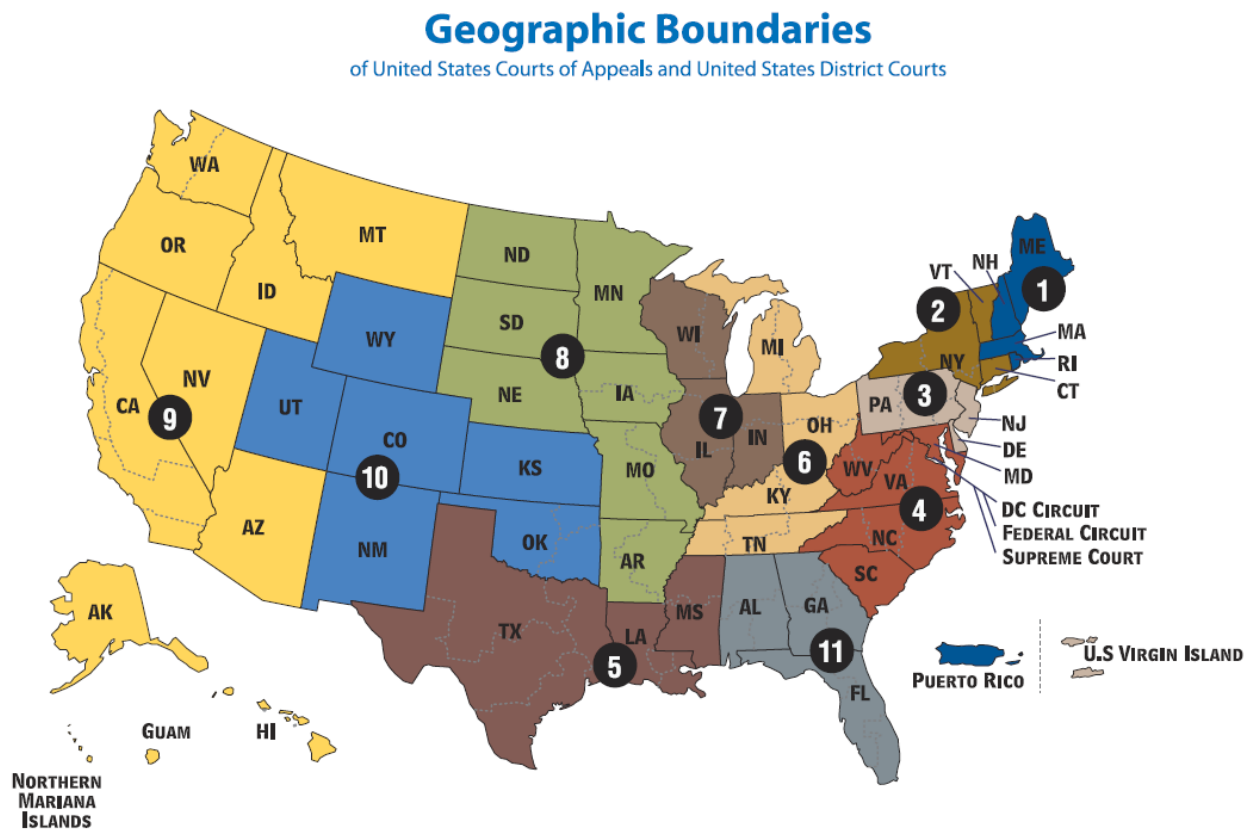 Geographic Boundaries
of United States Courts of Appeals and United States District Courts
WA
MT
ND
MN
ME
OR
VT
NH
1
ID
SD
2
WI
MA
WY
8
MI
NY
RI
NV
NE
IA
3
CT
CA
9
UT
7
PA
NJ
CO
IL
IN
OH
DE
10
KS
MO
6
WV
MD
KY
VA
4
DC CIRCUIT
FEDERAL CIRCUIT
SUPREME COURT
AZ
NM
OK
AR
TN
NC
SC
AK
TX
LA
MS
AL
GA
5
11
FL
PUERTO RICO
U.S VIRGIN ISLAND
GUAM
HI
NORTHERN
MARIANA
ISLANDS